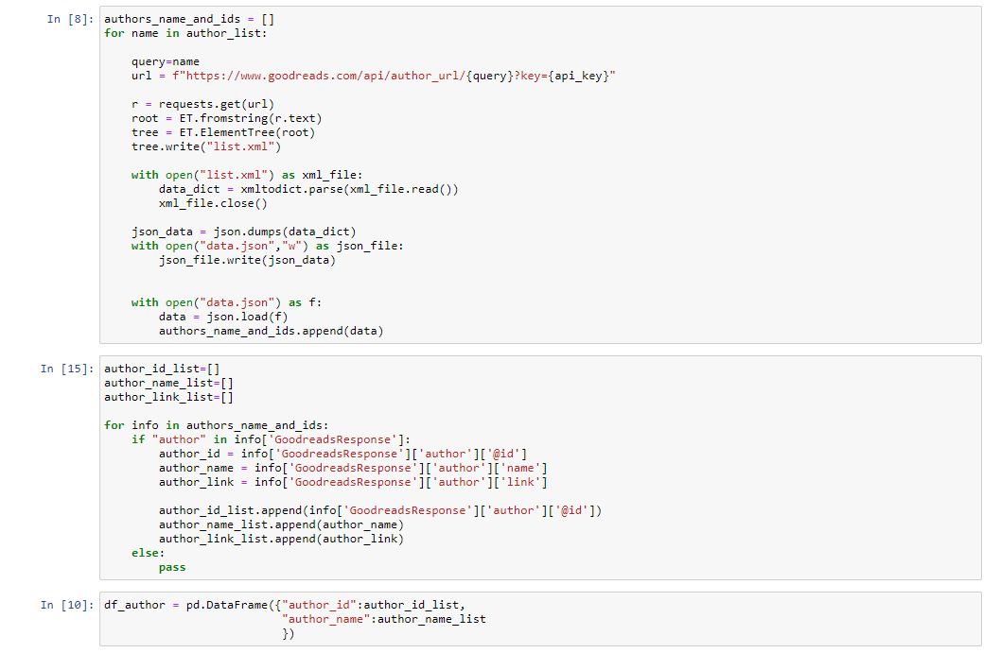 In [8]: authors_name_and_ids = []
for name in author_list:
    query=name
    url = f"https://www.goodreads.com/api/author_url/{query}?key={api_key}"
    r = requests.get(url)
    root = ET.fromstring(r.text)
    tree = ET.ElementTree(root)
    tree.write("list.xml")
    with open("list.xml") as xml_file:
        data_dict = xmltodict.parse(xml_file.read())
        xml_file.close()
    json_data = json.dumps(data_dict)
    with open("data.json","w") as json_file:
        json_file.write(json_data)
    with open("data.json") as f:
        data = json.load(f)
        authors_name_and_ids.append(data)
In [15]: author_id_list=[]
author_name_list=[]
author_link_list=[]
for info in authors_name_and_ids:
    if "author" in info['GoodreadsResponse']:
        author_id = info['GoodreadsResponse']['author']['@id']
        author_name = info['GoodreadsResponse']['author']['name']
        author_link = info['GoodreadsResponse']['author']['link']
        author_id_list.append(info['GoodreadsResponse']['author']['@id'])
        author_name_list.append(author_name)
        author_link_list.append(author_link)
    else:
        pass
In [10]: df_author = pd.DataFrame({"author_id":author_id_list,
                          "author_name":author_name_list
                          })